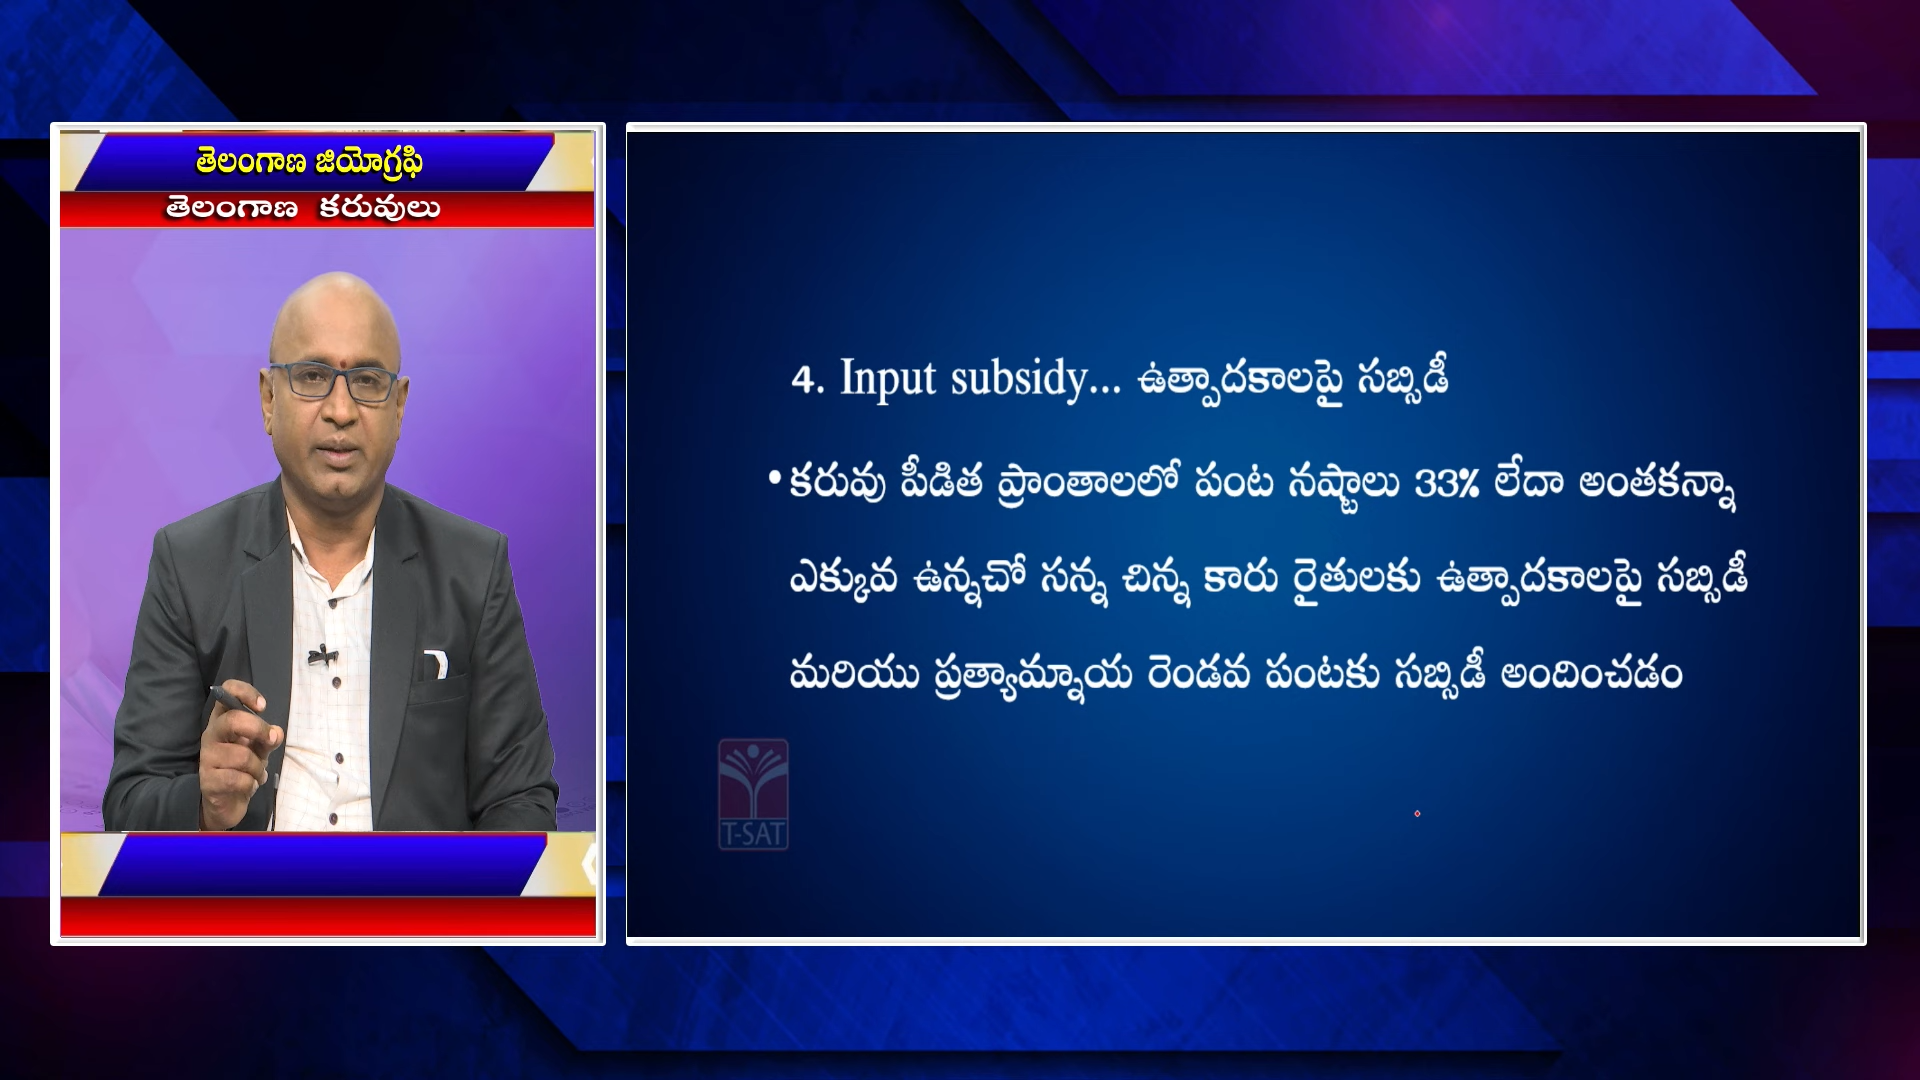 తెలంగాణ జియోగ్రఫి
తెలంగాణ కరువులు
4. Input subsidy... ఉత్పాదకాలపై సబ్సిడీ
• కరువు పీడిత ప్రాంతాలలో పంట నష్టాలు 33% లేదా అంతకన్నా
ఎక్కువ ఉన్నచో సన్న చిన్న కారు రైతులకు ఉత్పాదకాలపై సబ్సిడీ
మరియు ప్రత్యామ్నాయ రెండవ పంటకు సబ్సిడీ అందించడం
T-SAT